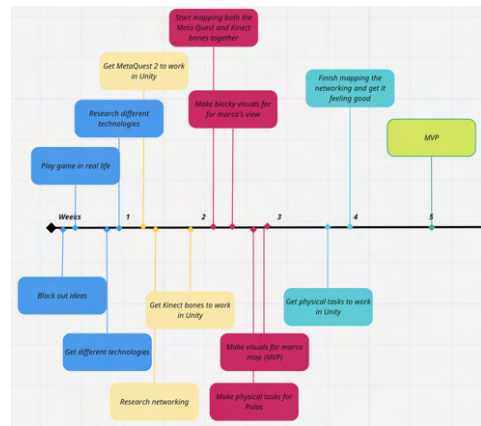 Start mapping both the
Meta Quest and Kinect
bones together
Get MetaQuest 2 to work
in Unity
Finish mapping the
networking and get it
feeling good
Research different
technologies
Make blocky visuals for
for marco's view
MVP
Play game in real life
Weeks 1 2 3 4 5
Block out ideas
Get Kinect bones to work
in Unity
Get physical tasks to work
in Unity
Get different technologies
Make visuals for marco
map (MVP)
Research networking
Make physical tasks for
Polos